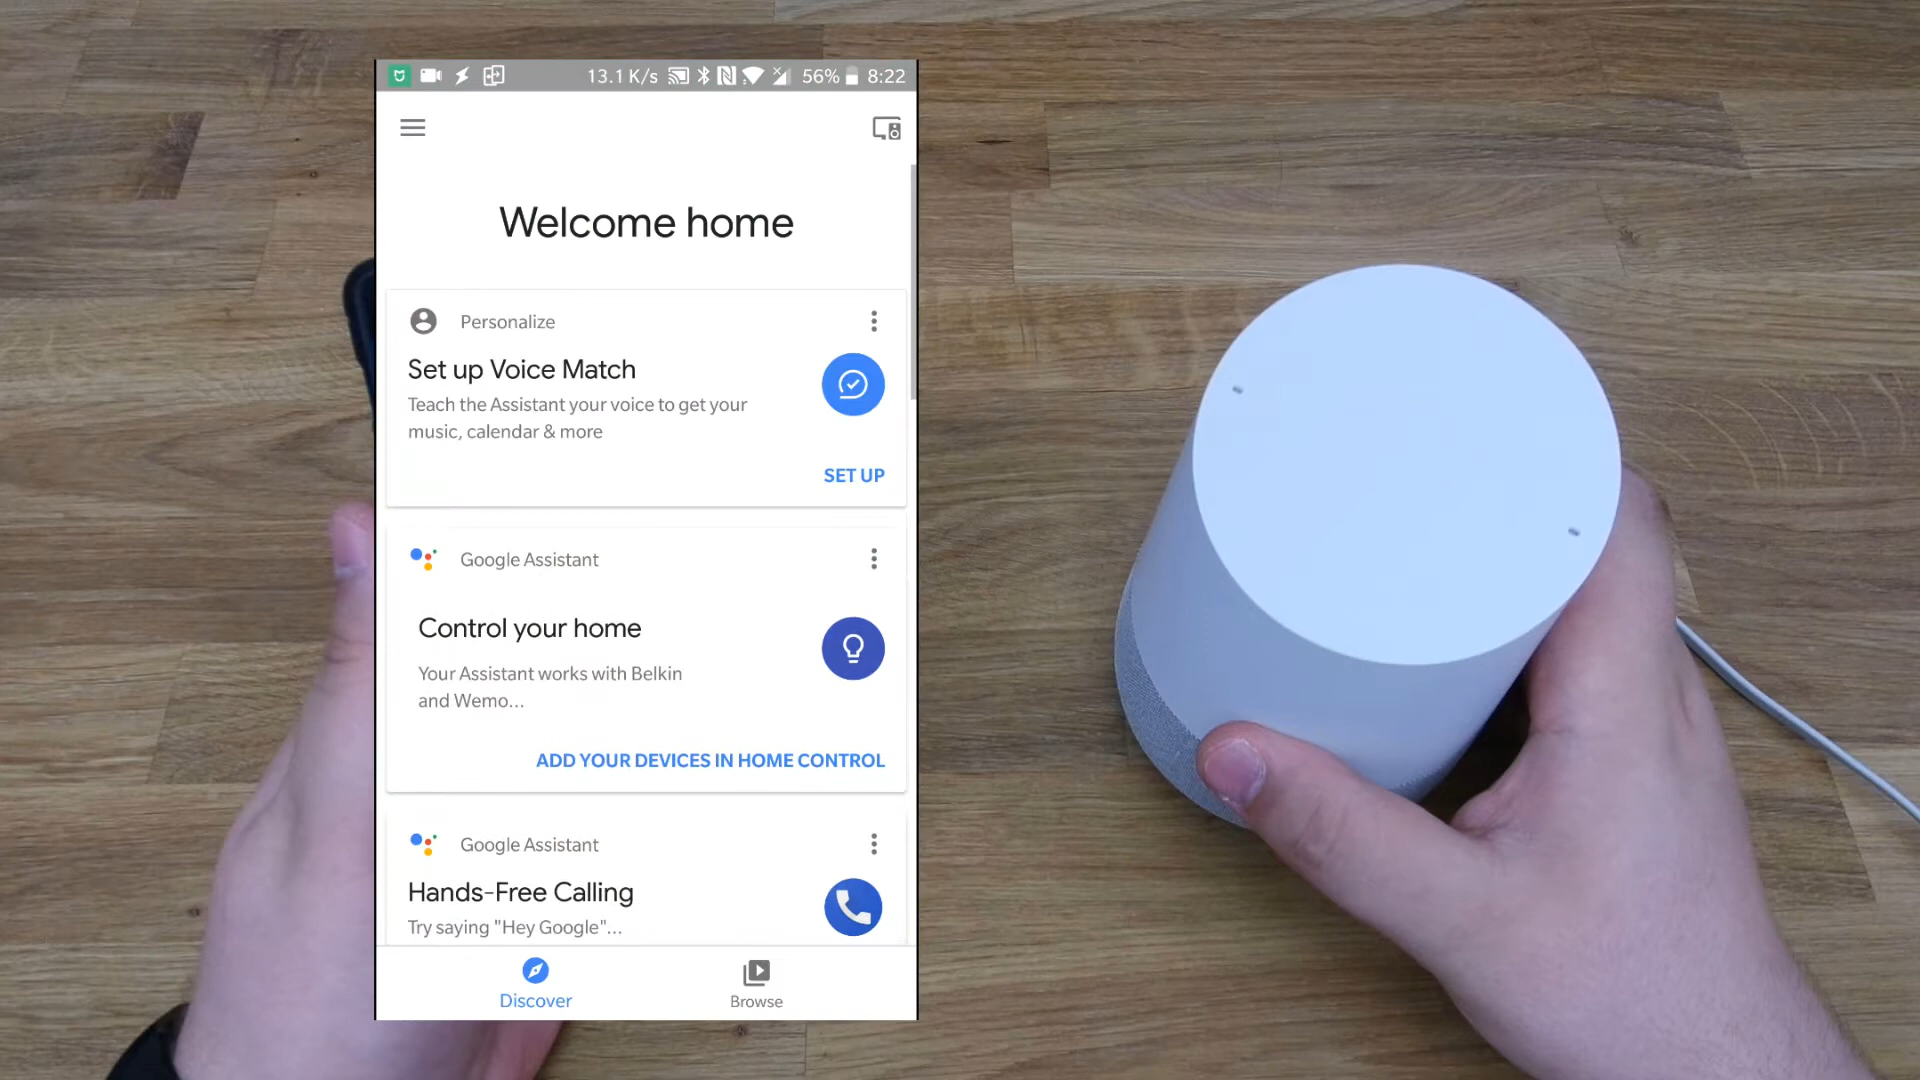 13.1 K/s 56% 8:22
Welcome home
Personalize
Set up Voice Match
Teach the Assistant your voice to get your
music, calendar & more
SET UP
Google Assistant
Control your home
Your Assistant works with Belkin
and Wemo...
ADD YOUR DEVICES IN HOME CONTROL
Google Assistant
Hands-Free Calling
Try saying "Hey Google"...
Discover
Browse